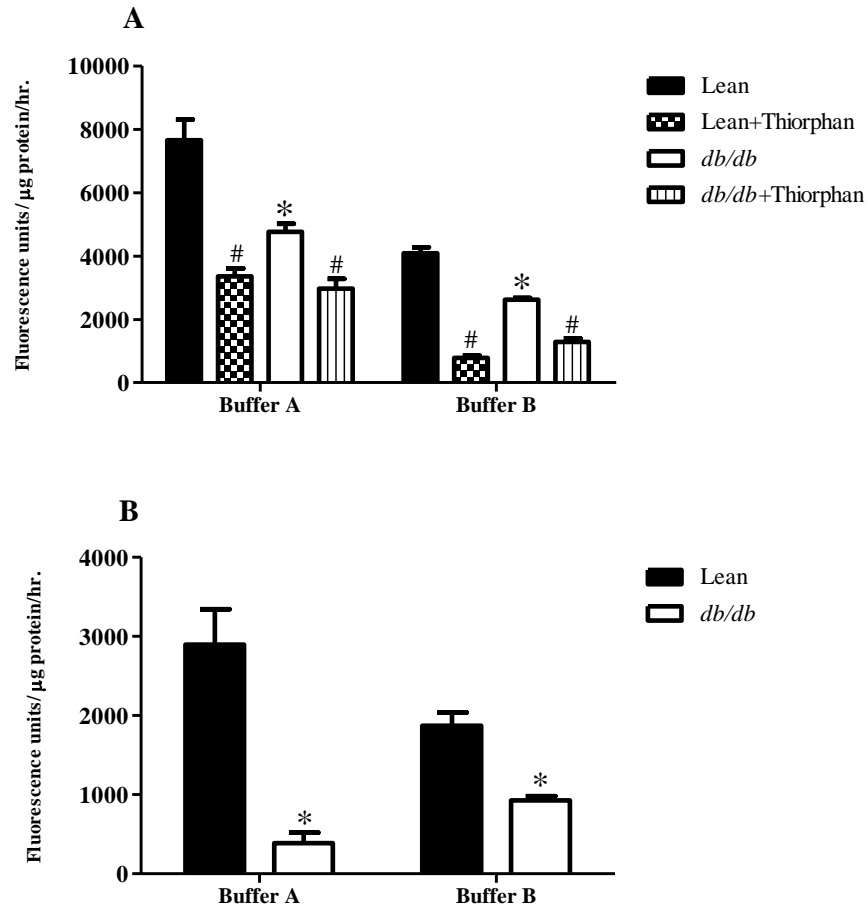 A
Fluorescence units/ µg protein/hr.
10000
8000
6000
4000
2000
0
*
#
#
*
#
#
Buffer A
Buffer B
Lean
Lean+Thiorphan
db/db
db/db+Thiorphan
B
Fluorescence units/ µg protein/hr.
4000
3000
2000
1000
0
*
*
Buffer A
Buffer B
Lean
db/db